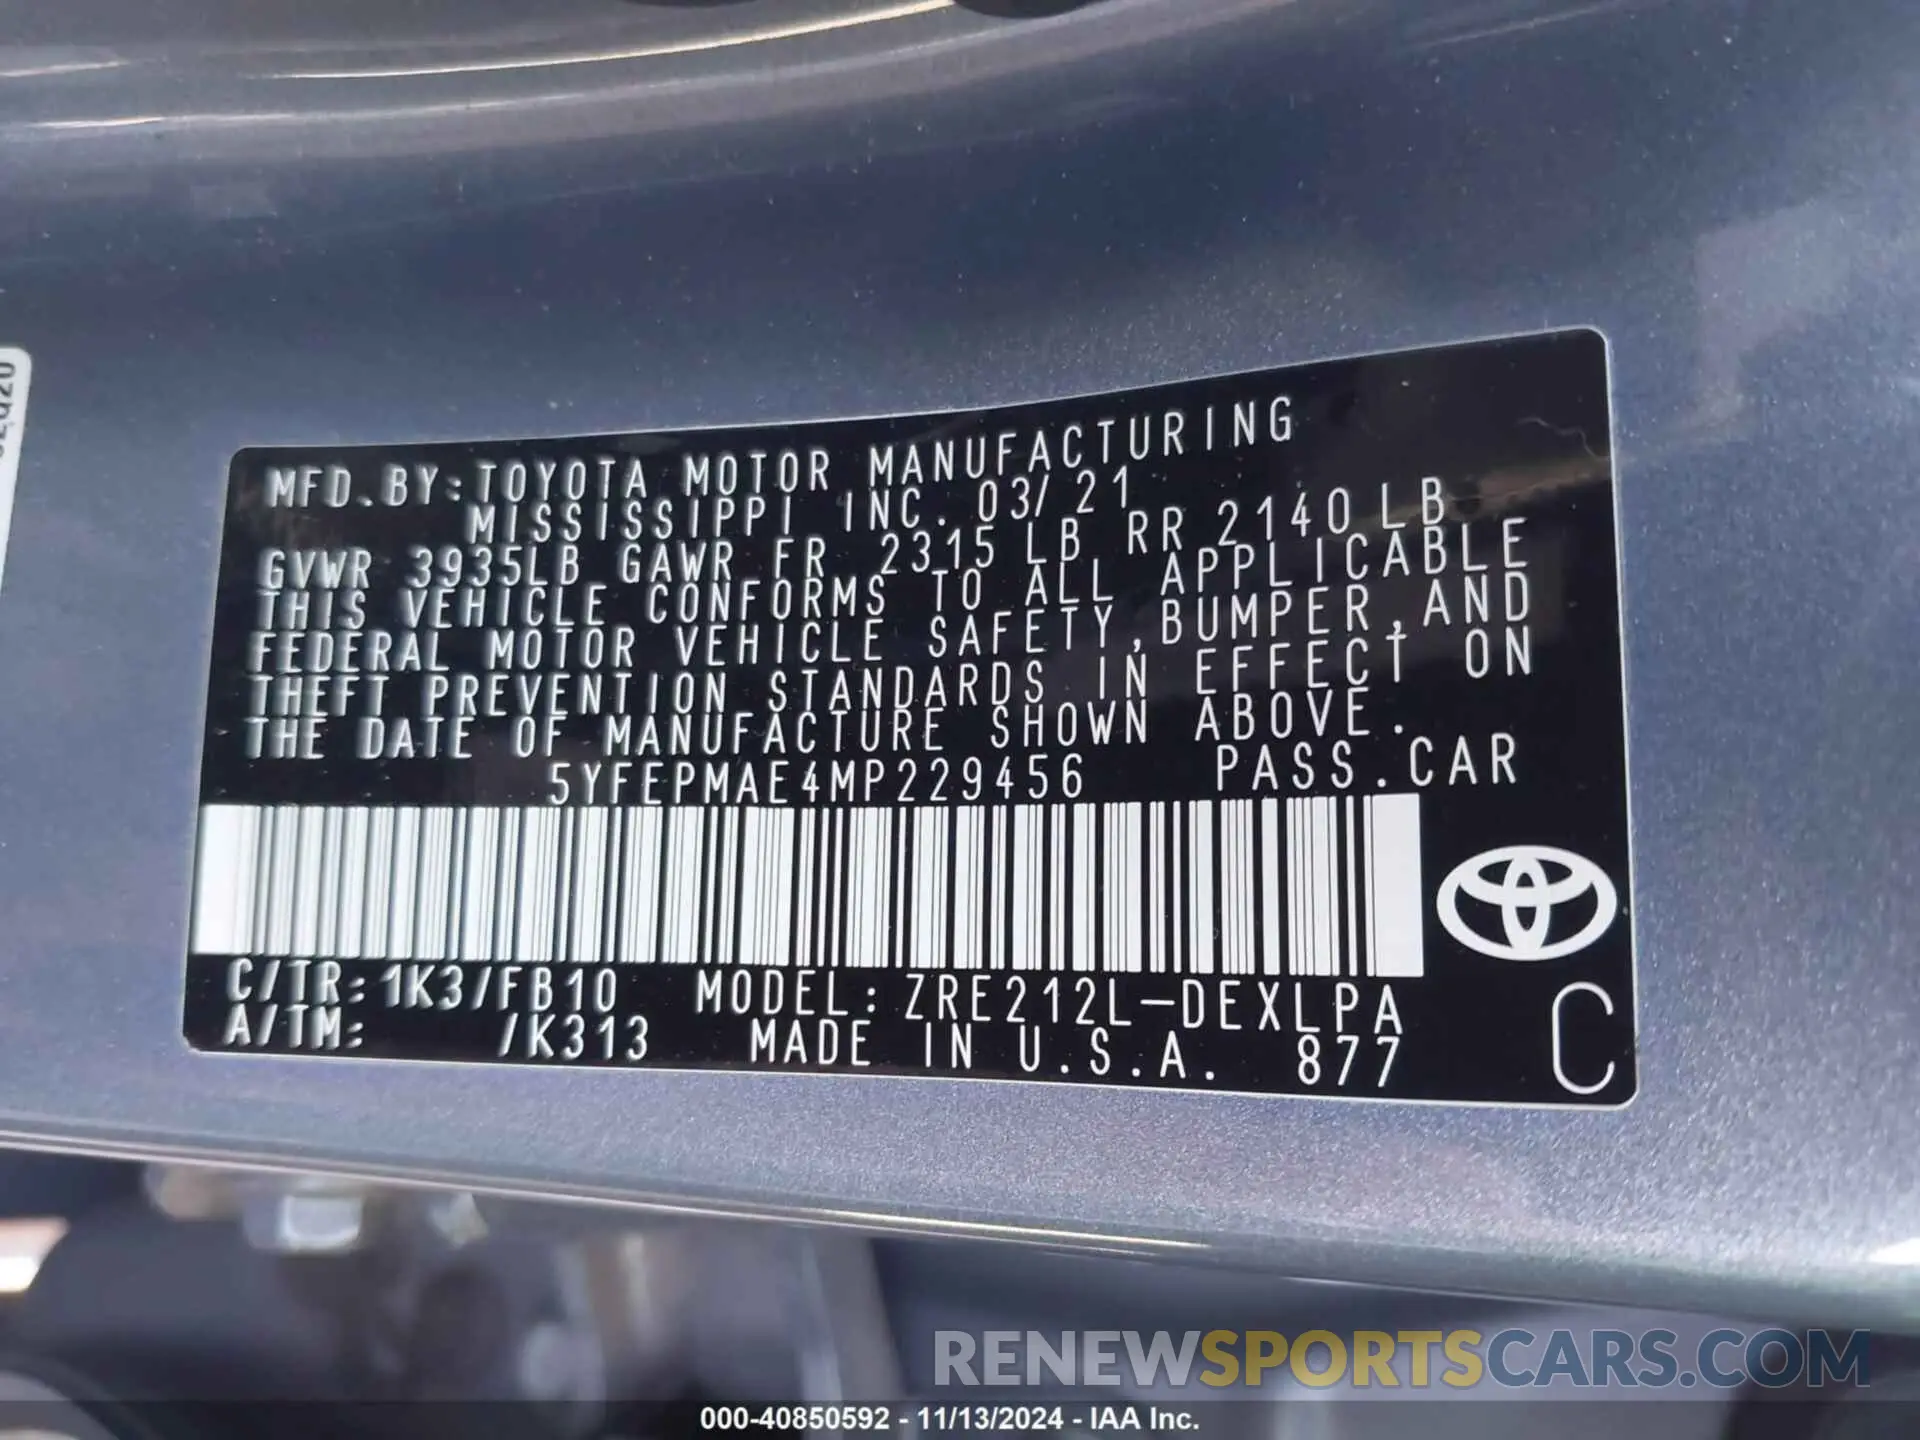 MFD.BY:TOYOTA MOTOR MANUFACTURING
MISSISSIPPI INC. 03/21
GVWR 3935LB GAWR FR 2315 LB RR 2140 LB
THIS VEHICLE CONFORMS TO ALL APPLICABLE
FEDERAL MOTOR VEHICLE SAFETY,BUMPER,AND
THEFT PREVENTION STANDARDS IN EFFECT ON
THE DATE OF MANUFACTURE SHOWN ABOVE.
5YFEPMAE4MP229456 PASS.CAR
C/TR:1K3/FB10 MODEL:ZRE212L-DEXLPA
A/TM: /K313 MADE IN U.S.A. 877
C
RENEWSPORTSCARS.COM
000-40850592 - 11/13/2024 - IAA Inc.